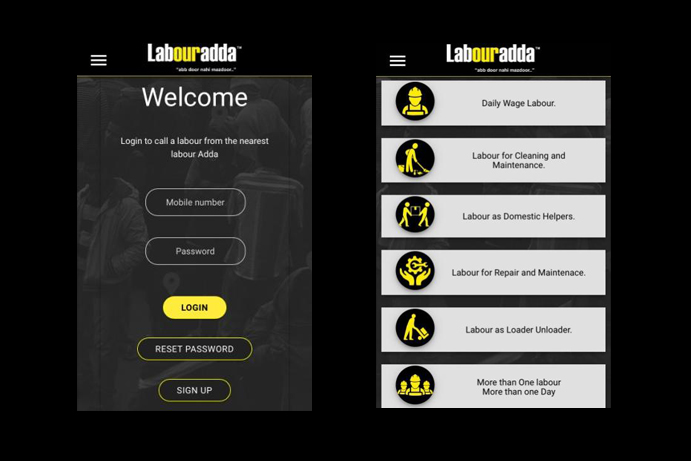 Labouradda™
"abb door nahi mazdoor.."
Welcome
Login to call a labour from the nearest
labour Adda
Mobile number
Password
LOGIN
RESET PASSWORD
SIGN UP
Labouradda™
"abb door nahi mazdoor.."
Daily Wage Labour.
Labour for Cleaning and
Maintenance.
Labour as Domestic Helpers.
Labour for Repair and Maintenace.
Labour as Loader Unloader.
More than One labour
More than one Day